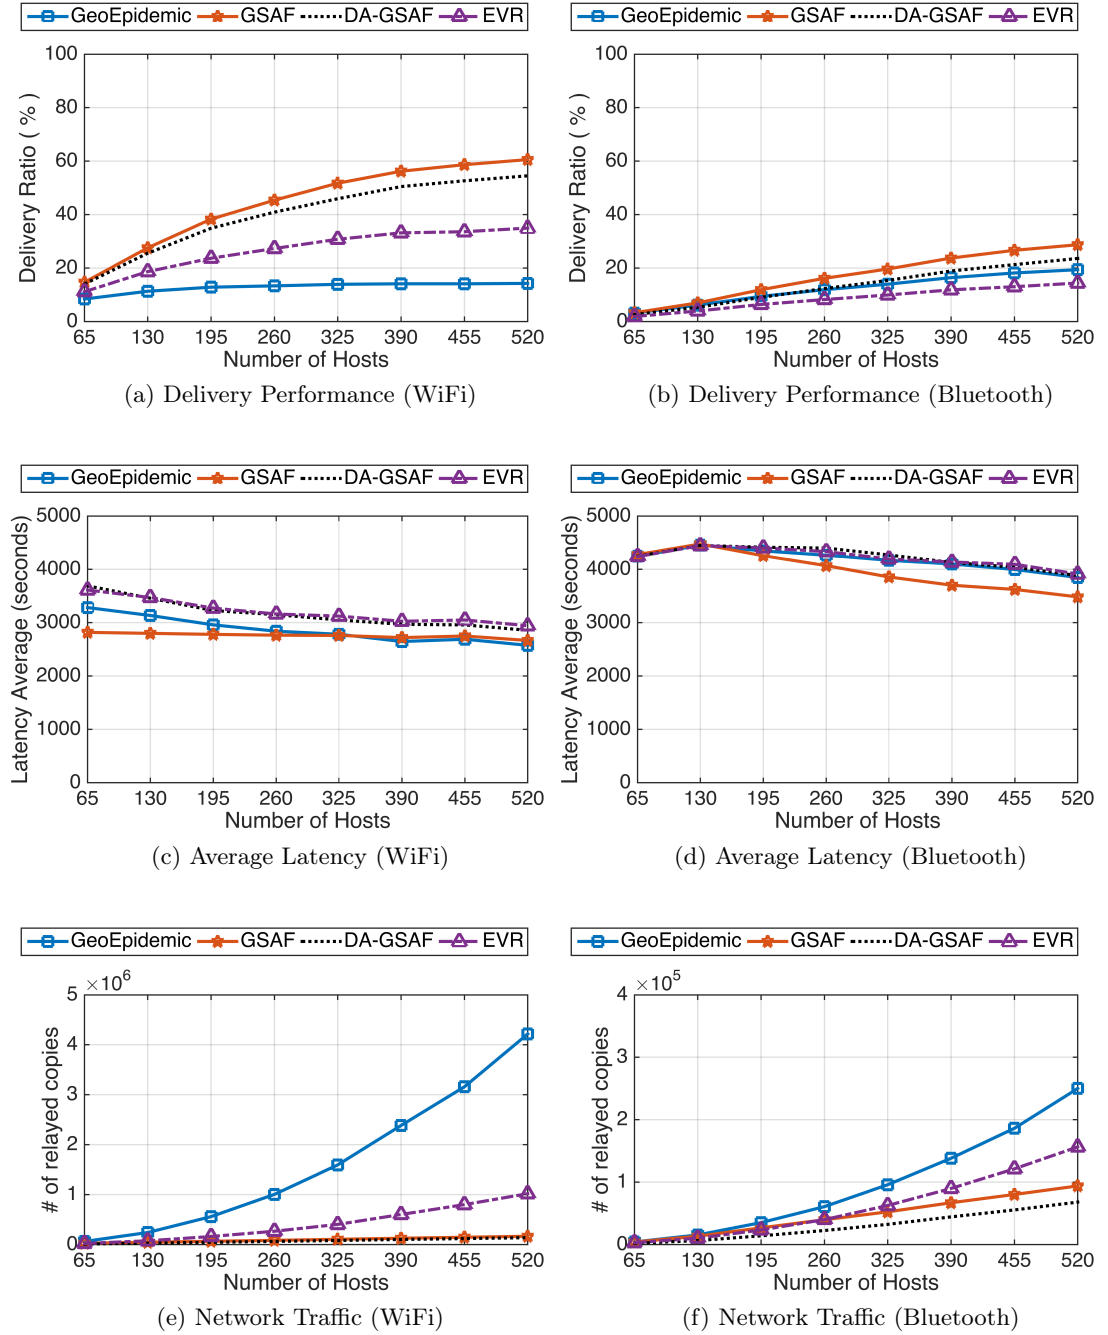 GeoEpidemic GSAF DA-GSAF EVR
100
80
60
40
20
0
Delivery Ratio ( % )
65 130 195 260 325 390 455 520
Number of Hosts
(a) Delivery Performance (WiFi)
GeoEpidemic GSAF DA-GSAF EVR
100
80
60
40
20
0
Delivery Ratio ( % )
65 130 195 260 325 390 455 520
Number of Hosts
(b) Delivery Performance (Bluetooth)
GeoEpidemic GSAF DA-GSAF EVR
5000
4000
3000
2000
1000
0
Latency Average (seconds)
65 130 195 260 325 390 455 520
Number of Hosts
(c) Average Latency (WiFi)
GeoEpidemic GSAF DA-GSAF EVR
5000
4000
3000
2000
1000
0
Latency Average (seconds)
65 130 195 260 325 390 455 520
Number of Hosts
(d) Average Latency (Bluetooth)
GeoEpidemic GSAF DA-GSAF EVR
×10⁶
5
4
3
2
1
0
# of relayed copies
65 130 195 260 325 390 455 520
Number of Hosts
(e) Network Traffic (WiFi)
GeoEpidemic GSAF DA-GSAF EVR
×10⁵
4
3
2
1
0
# of relayed copies
65 130 195 260 325 390 455 520
Number of Hosts
(f) Network Traffic (Bluetooth)